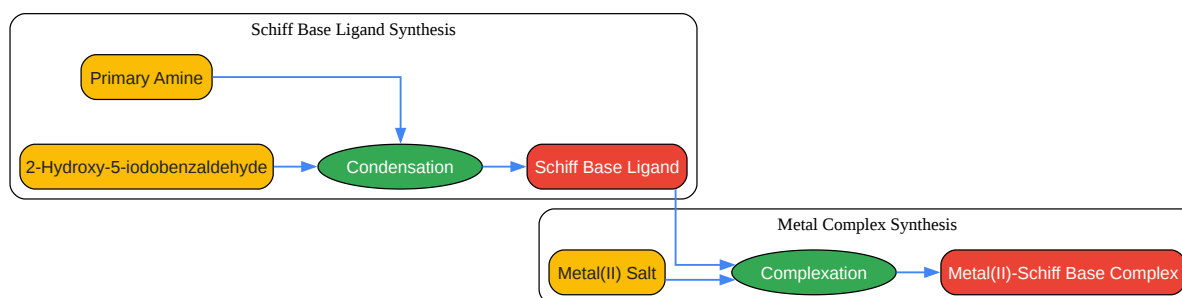 Schiff Base Ligand Synthesis
Primary Amine
2-Hydroxy-5-iodobenzaldehyde
Condensation
Schiff Base Ligand
Metal Complex Synthesis
Metal(II) Salt
Complexation
Metal(II)-Schiff Base Complex